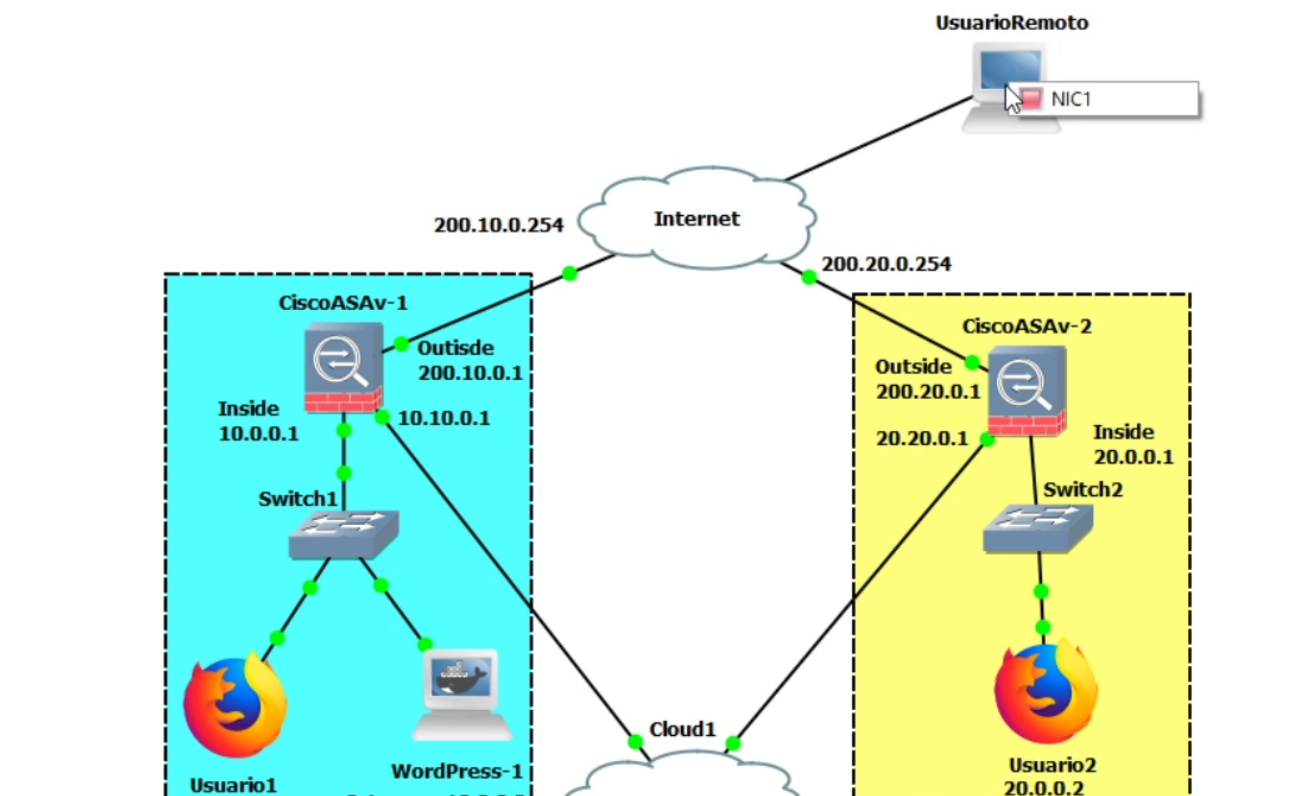 UsuarioRemoto
NIC1
Internet
200.10.0.254
200.20.0.254
CiscoASAv-1
Outisde
200.10.0.1
Inside
10.0.0.1
10.10.0.1
Switch1
CiscoASAv-2
Outside
200.20.0.1
20.20.0.1
Inside
20.0.0.1
Switch2
Cloud1
Usuario1
WordPress-1
Usuario2
20.0.0.2